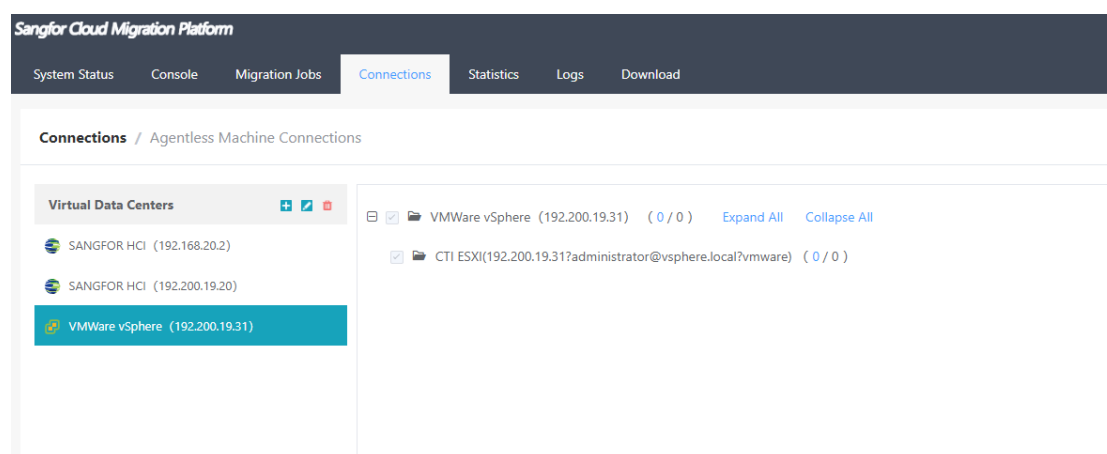 Sangfor Cloud Migration Platform
System Status Console Migration Jobs Connections Statistics Logs Download
Connections / Agentless Machine Connections
Virtual Data Centers
SANGFOR HCI (192.168.20.2)
SANGFOR HCI (192.200.19.20)
VMWare vSphere (192.200.19.31)
VMWare vSphere (192.200.19.31) ( 0 / 0 ) Expand All Collapse All
CTI ESXI(192.200.19.31?administrator@vsphere.local?vmware) ( 0 / 0 )